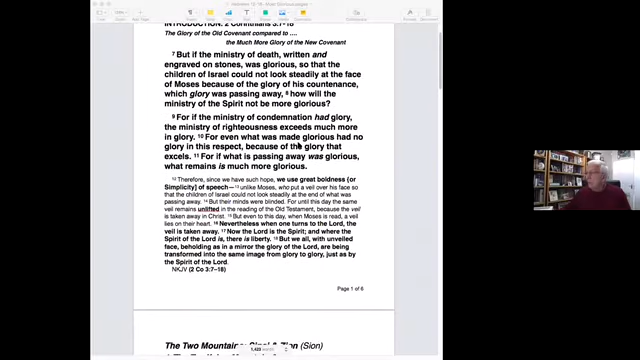 INTRODUCTION: 2 Corinthians 3:7-18
The Glory of the Old Covenant compared to ....
the Much More Glory of the New Covenant
7 But if the ministry of death, written and
engraved on stones, was glorious, so that the
children of Israel could not look steadily at the face
of Moses because of the glory of his countenance,
which glory was passing away, 8 how will the
ministry of the Spirit not be more glorious?
9 For if the ministry of condemnation had glory,
the ministry of righteousness exceeds much more
in glory. 10 For even what was made glorious had no
glory in this respect, because of the glory that
excels. 11 For if what is passing away was glorious,
what remains is much more glorious.
12 Therefore, since we have such hope, we use great boldness (or
Simplicity) of speech— 13 unlike Moses, who put a veil over his face so
that the children of Israel could not look steadily at the end of what was
passing away. 14 But their minds were blinded. For until this day the same
veil remains unlifted in the reading of the Old Testament, because the veil
is taken away in Christ. 15 But even to this day, when Moses is read, a veil
lies on their heart. 16 Nevertheless when one turns to the Lord, the
veil is taken away. 17 Now the Lord is the Spirit; and where the
Spirit of the Lord is, there is liberty. 18 But we all, with unveiled
face, beholding as in a mirror the glory of the Lord, are being
transformed into the same image from glory to glory, just as by
the Spirit of the Lord.
NKJV (2 Co 3:7–18)
Page 1 of 6
The Two Mountains: Sinai & Zion (Sion)
1,423 words